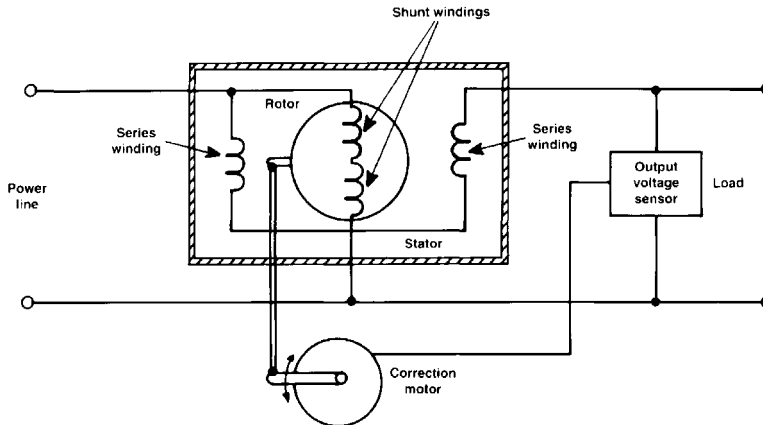 Shunt windings
Rotor
Series
winding
Series
winding
Output
voltage
sensor
Load
Power
line
Stator
Correction
motor